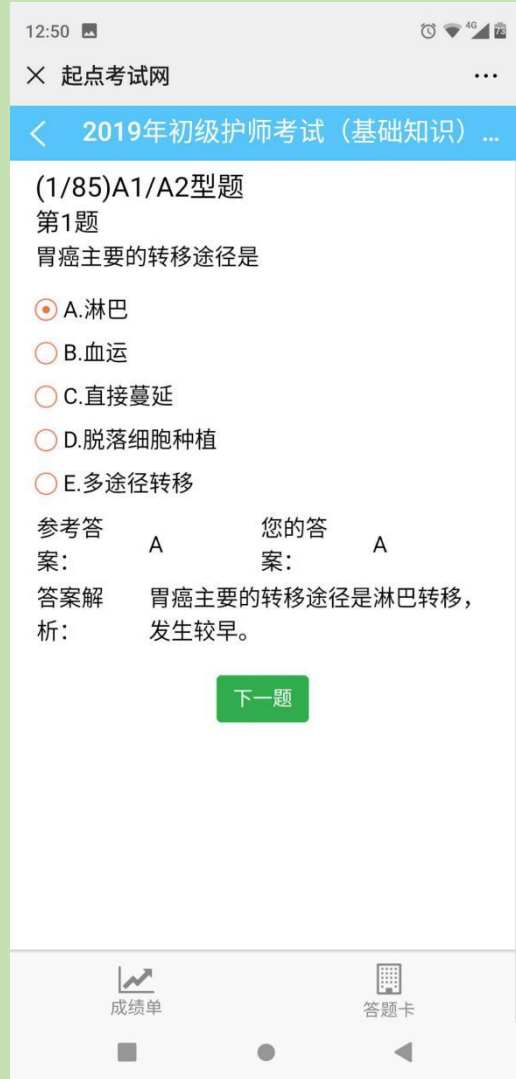 12:50
4G
73
起点考试网
2019年初级护师考试（基础知识）...
(1/85)A1/A2型题
第1题
胃癌主要的转移途径是
A.淋巴
B.血运
C.直接蔓延
D.脱落细胞种植
E.多途径转移
参考答案：
A
您的答案：
A
答案解析：
胃癌主要的转移途径是淋巴转移，
发生较早。
下一题
成绩单
答题卡